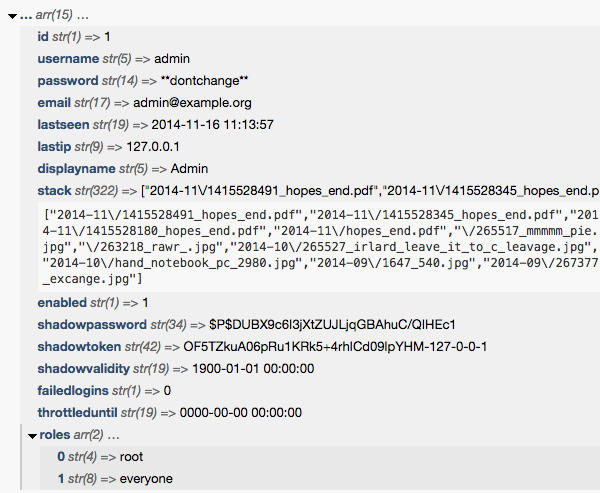 ... arr(15) ...
id str(1) => 1
username str(5) => admin
password str(14) => **dontchange**
email str(17) => admin@example.org
lastseen str(19) => 2014-11-16 11:13:57
lastip str(9) => 127.0.0.1
displayname str(5) => Admin
stack str(322) => ["2014-11\/1415528491_hopes_end.pdf","2014-11\/1415528345_hopes_end.p
["2014-11\/1415528491_hopes_end.pdf","2014-11\/1415528345_hopes_end.pdf","201
4-11\/1415528180_hopes_end.pdf","2014-11\/hopes_end.pdf","\/265517_mmmmm_pie.
jpg","\/263218_rawr_.jpg","2014-10\/265527_irlard_leave_it_to_c_leavage.jpg",
"2014-10\/hand_notebook_pc_2980.jpg","2014-09\/1647_540.jpg","2014-09\/267377
_excange.jpg"]
enabled str(1) => 1
shadowpassword str(34) => $P$DUBX9c6l3jXtZUJLjqGBAhuC/QlHEc1
shadowtoken str(42) => OF5TZkuA06pRu1KRk5+4rhICd09lpYHM-127-0-0-1
shadowvalidity str(19) => 1900-01-01 00:00:00
failedlogins str(1) => 0
throttleduntil str(19) => 0000-00-00 00:00:00
roles arr(2) ...
0 str(4) => root
1 str(8) => everyone